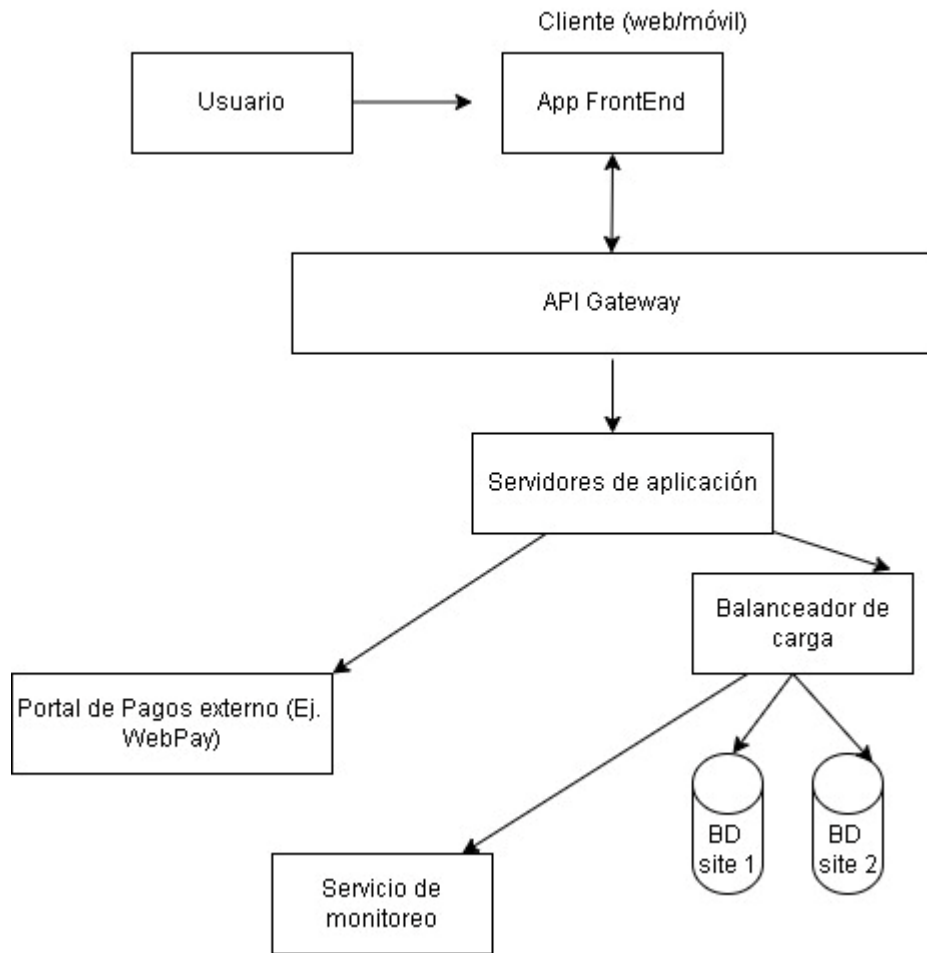 Cliente (web/móvil)
Usuario
App FrontEnd
API Gateway
Servidores de aplicación
Balanceador de
carga
Portal de Pagos externo (Ej.
WebPay)
BD
site 1
BD
site 2
Servicio de
monitoreo